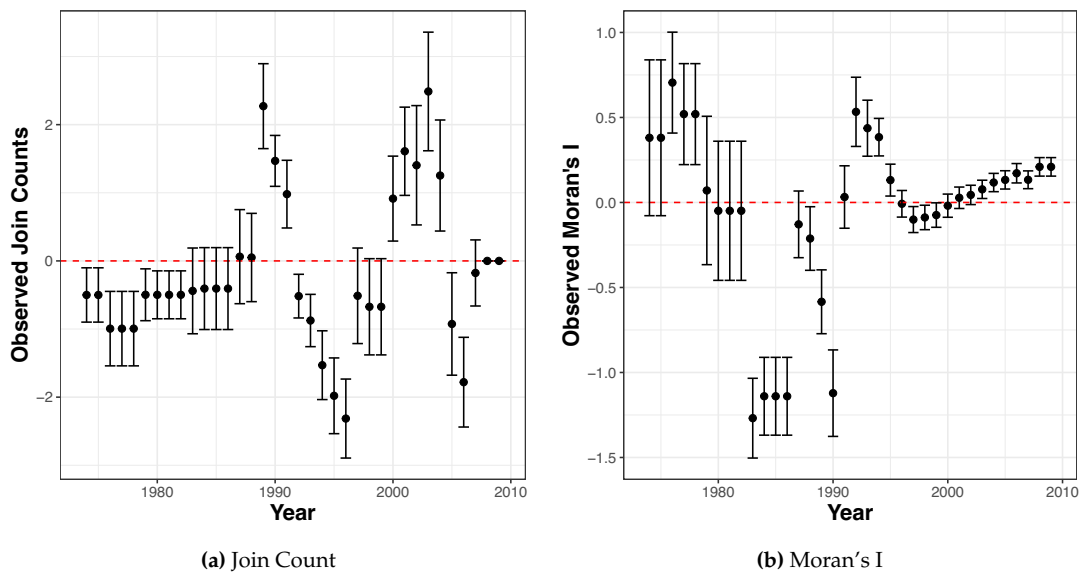 Observed Join Counts
2
0
−2
1980
1990
2000
2010
Year
(a) Join Count
Observed Moran's I
1.0
0.5
0.0
−0.5
−1.0
−1.5
1980
1990
2000
2010
Year
(b) Moran's I